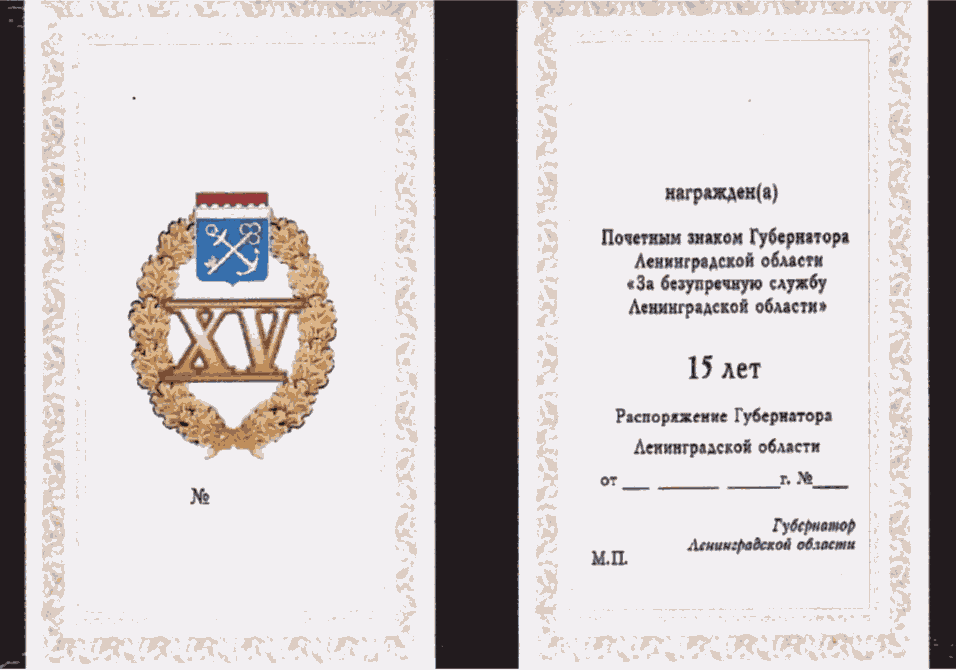 XV
№
награжден(а)
Почетным знаком Губернатора
Ленинградской области
«За безупречную службу
Ленинградской области»
15 лет
Распоряжение Губернатора
Ленинградской области
от ___ _______ ______г. №____
Губернатор
Ленинградской области
М.П.